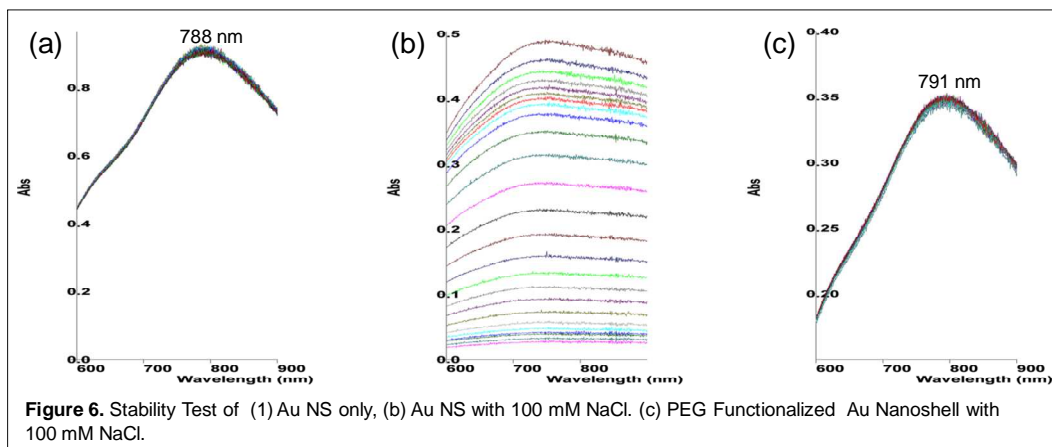 (a)
788 nm
0.8
0.6
0.4
0.0
Abs
600 700 800 900
Wavelength (nm)
(b)
0.5
0.4
0.3
0.2
0.1
0.0
Abs
600 700 800
Wavelength (nm)
(c)
791 nm
0.40
0.35
0.30
0.25
0.20
Abs
600 700 800 900
Wavelength (nm)
Figure 6. Stability Test of (1) Au NS only, (b) Au NS with 100 mM NaCl. (c) PEG Functionalized Au Nanoshell with
100 mM NaCl.